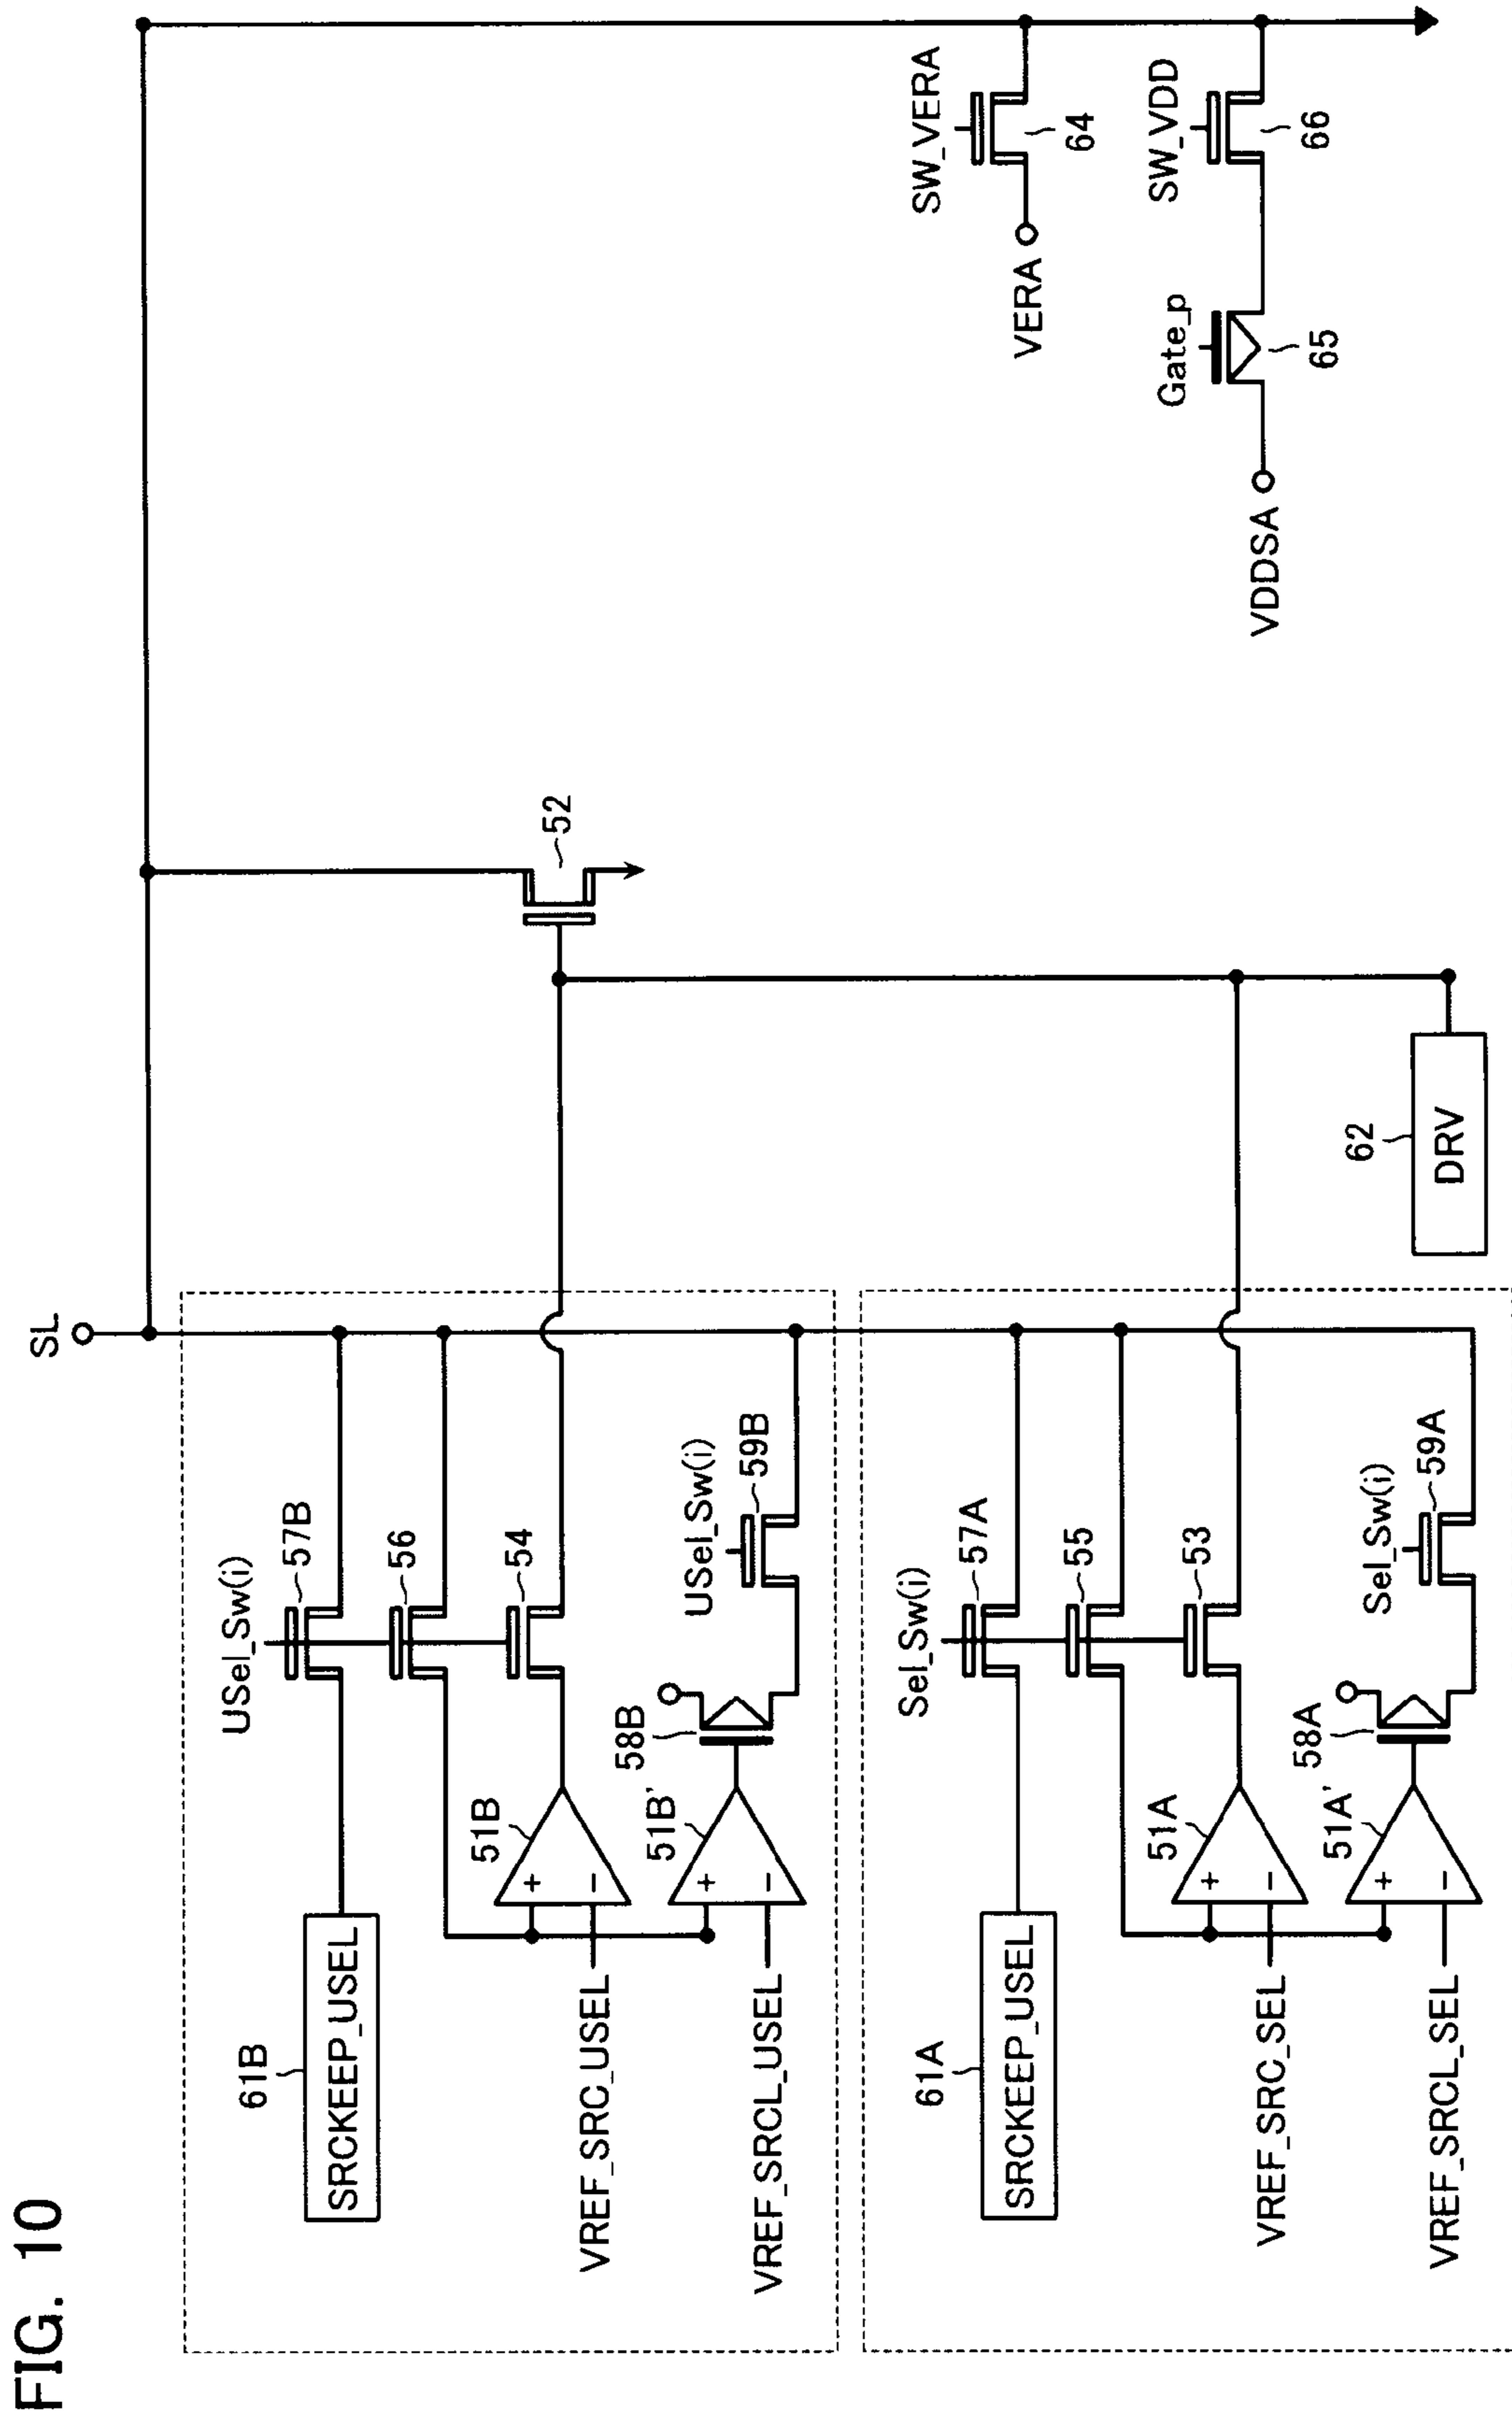 FIG. 10
SL
USel_Sw(i)
57B
61B
SRCKEEP_USEL
56
54
51B
+
−
VREF_SRC_USEL
USel_Sw(i)
59B
58B
51B'
+
−
VREF_SRCL_USEL
Sel_Sw(i)
57A
61A
SRCKEEP_USEL
55
53
51A
+
−
VREF_SRC_SEL
Sel_Sw(i)
59A
58A
51A'
+
−
VREF_SRCL_SEL
52
62
DRV
SW_VERA
64
VERA
SW_VDD
66
Gate_p
65
VDDSA